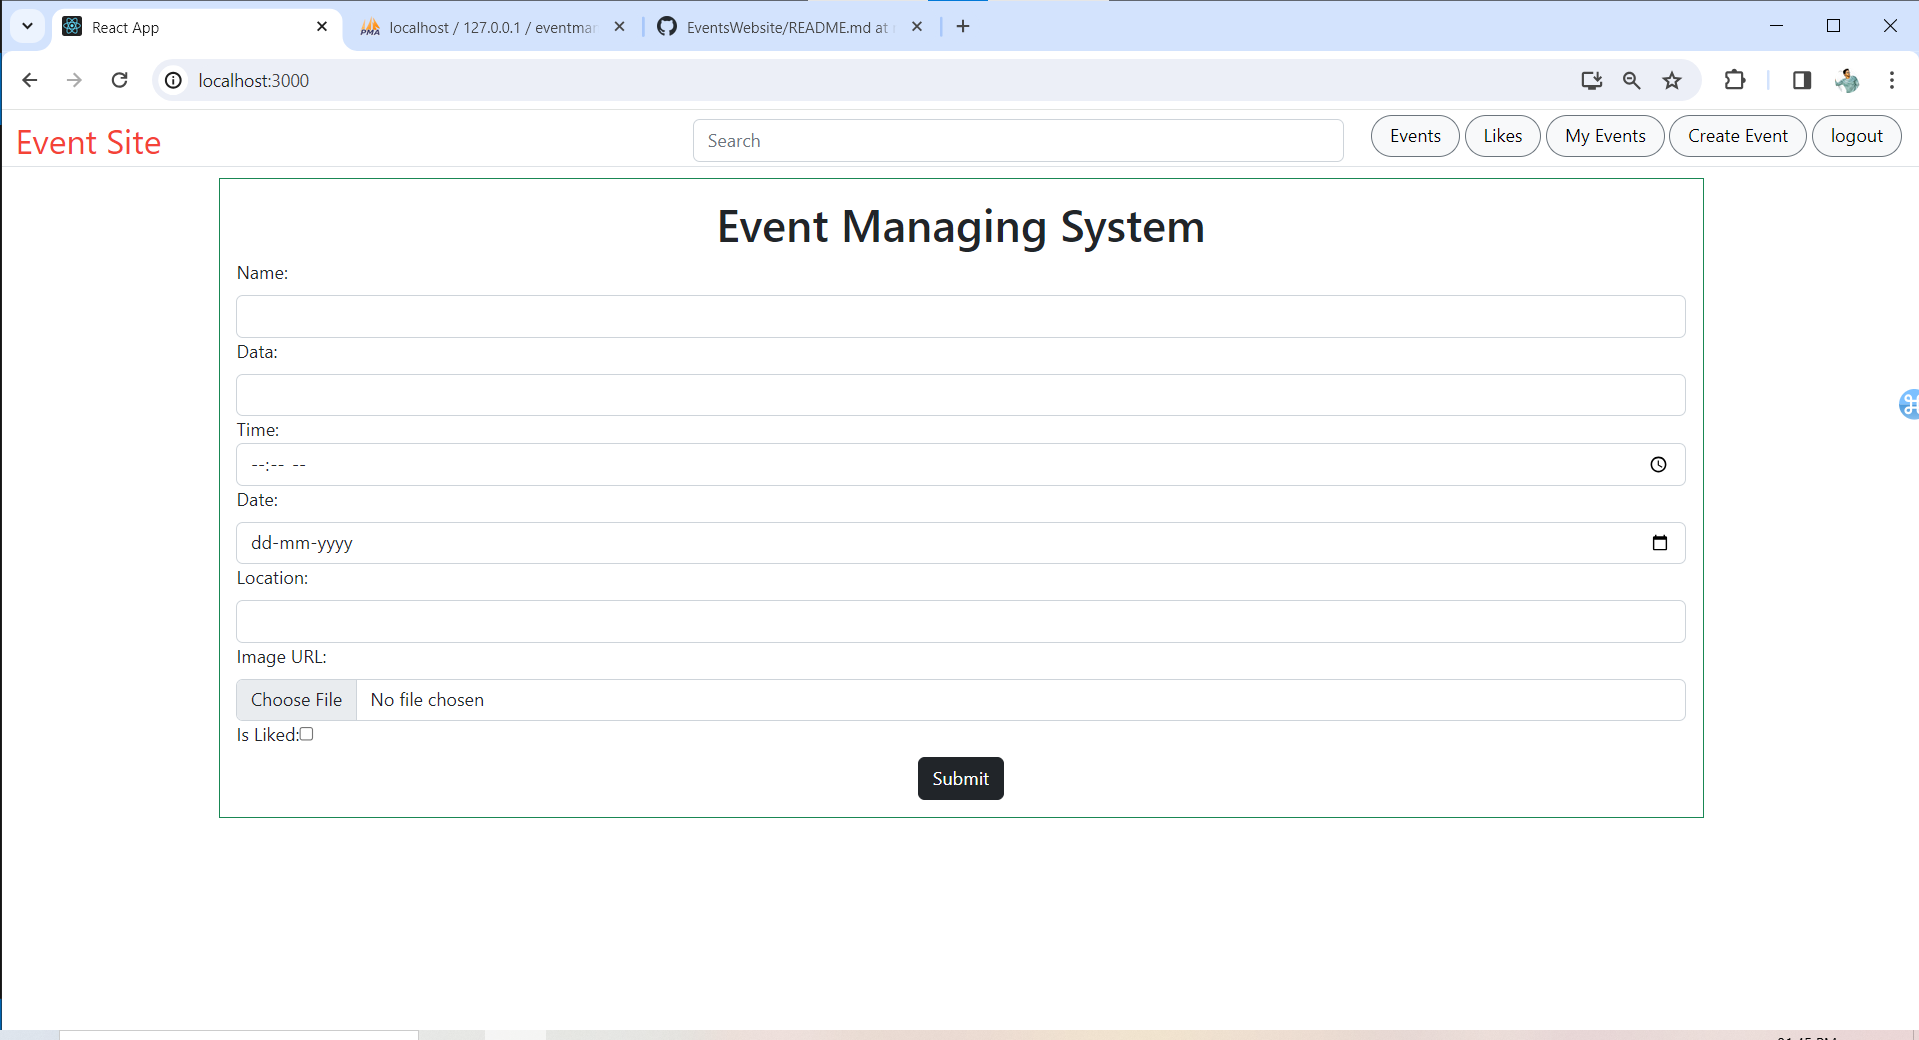 React App
localhost / 127.0.0.1 / eventmar
EventsWebsite/README.md at
localhost:3000
Event Site
Search
Events
Likes
My Events
Create Event
logout
Event Managing System
Name:
Data:
Time:
--:-- --
Date:
dd-mm-yyyy
Location:
Image URL:
Choose File
No file chosen
Is Liked:
Submit